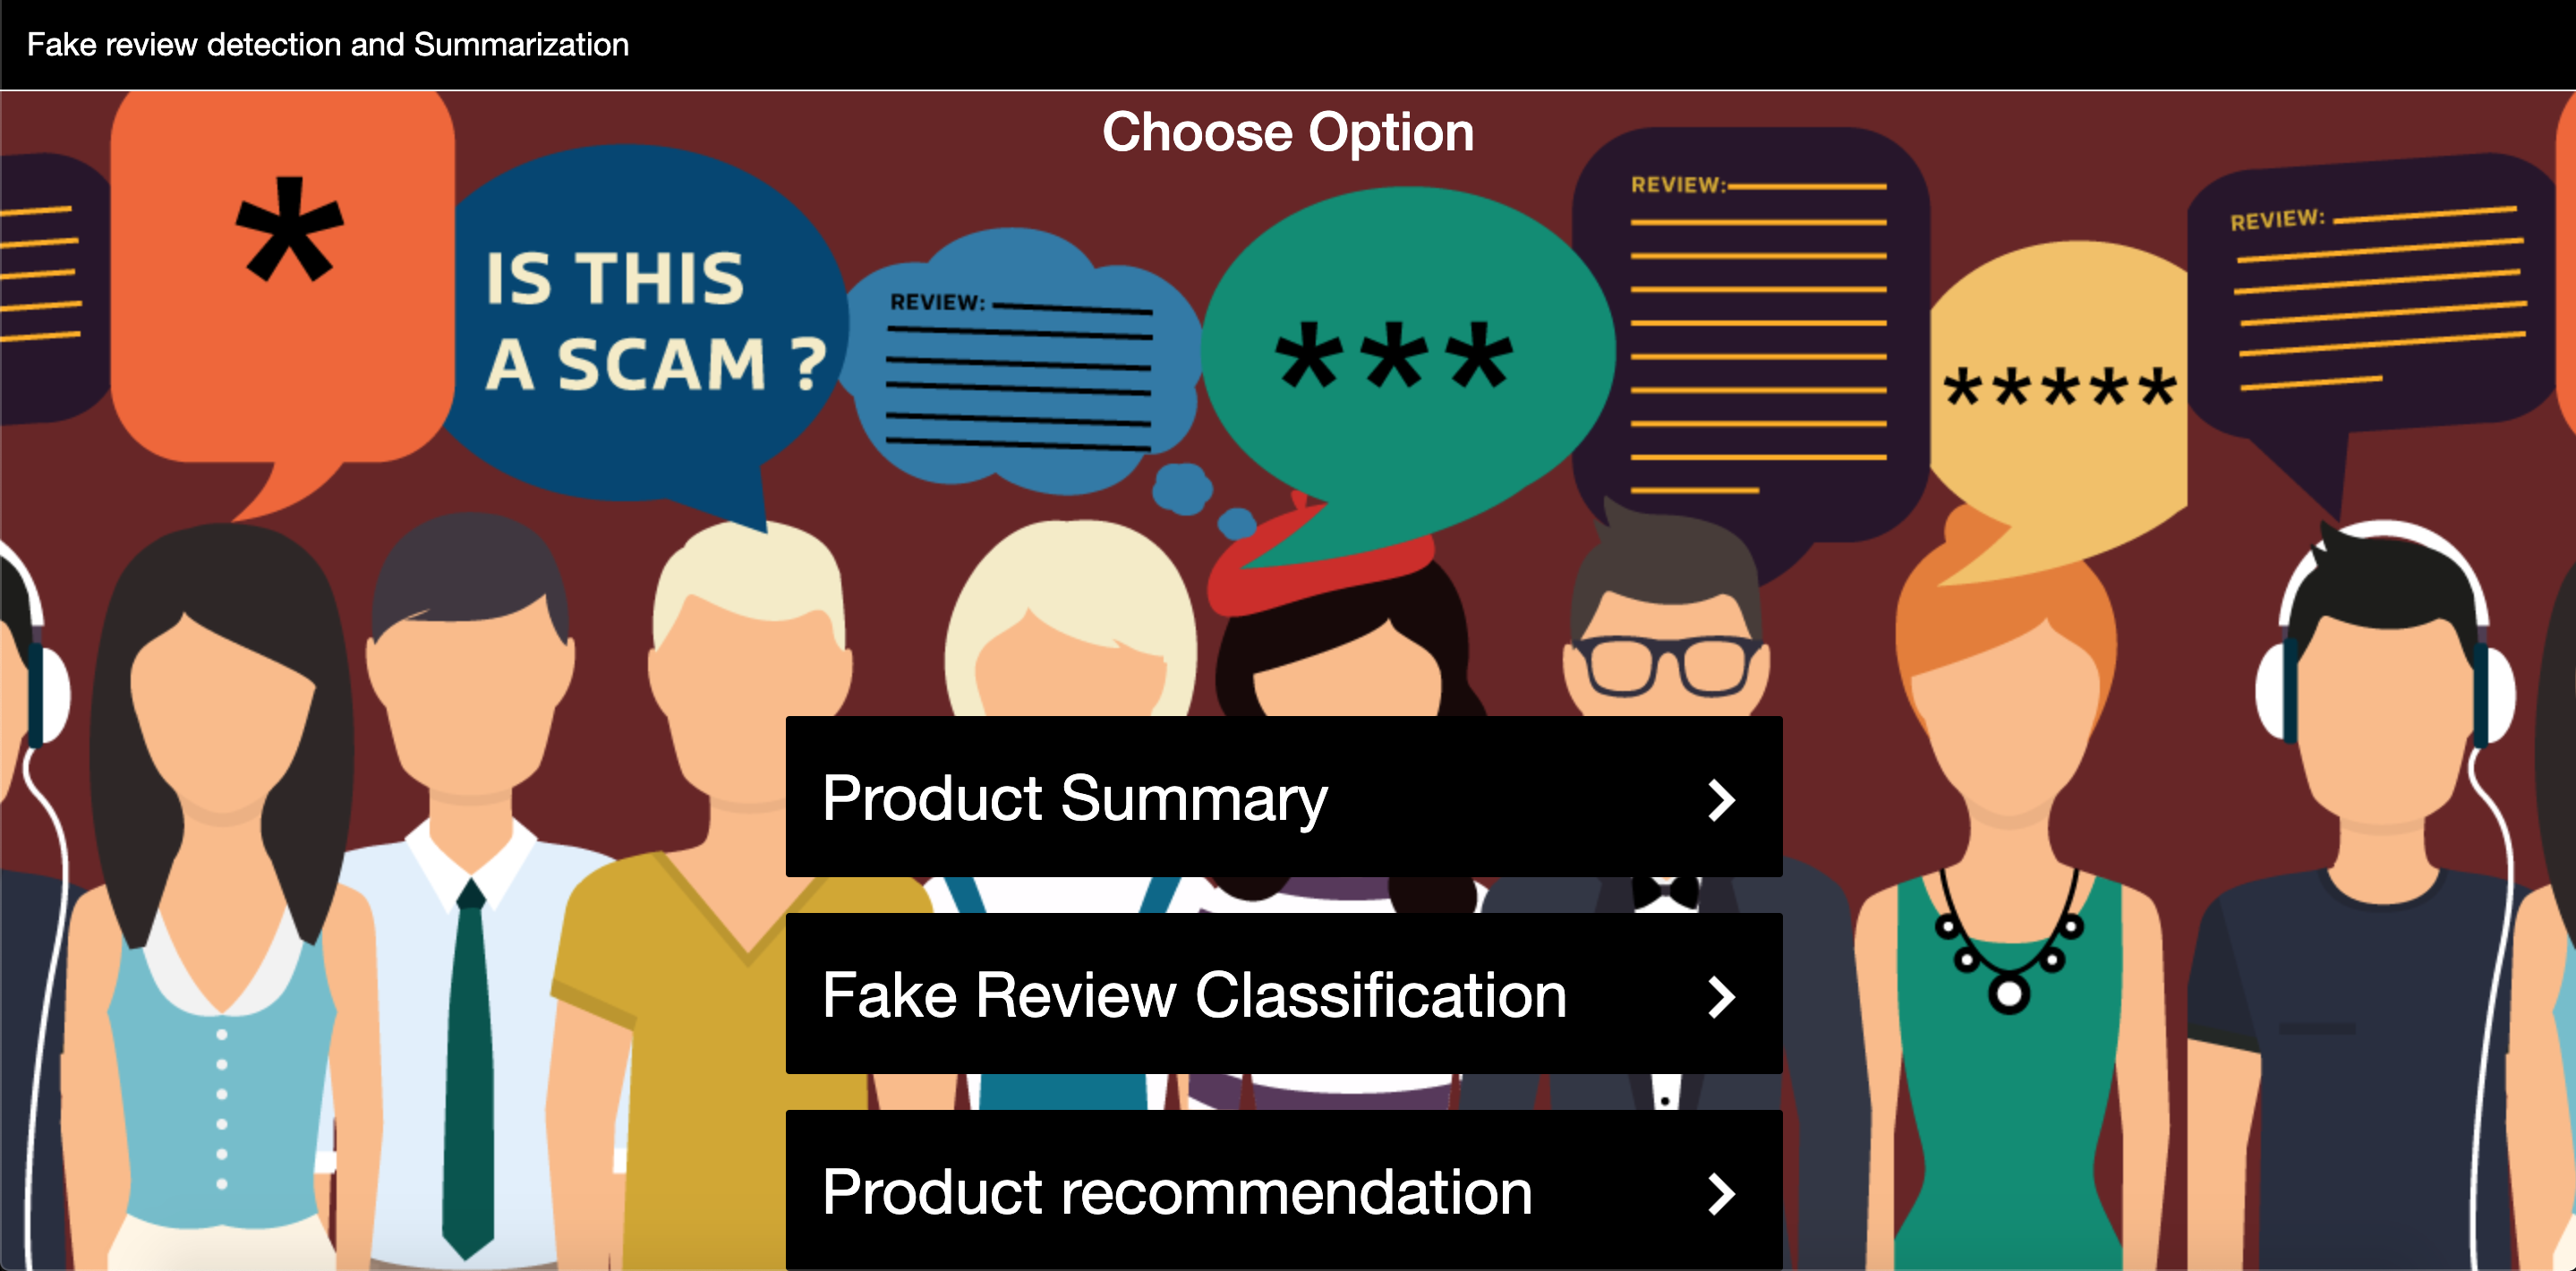 Fake review detection and Summarization
Choose Option
*
IS THIS
A SCAM ?
REVIEW:
***
REVIEW:
*****
REVIEW:
Product Summary
Fake Review Classification
Product recommendation